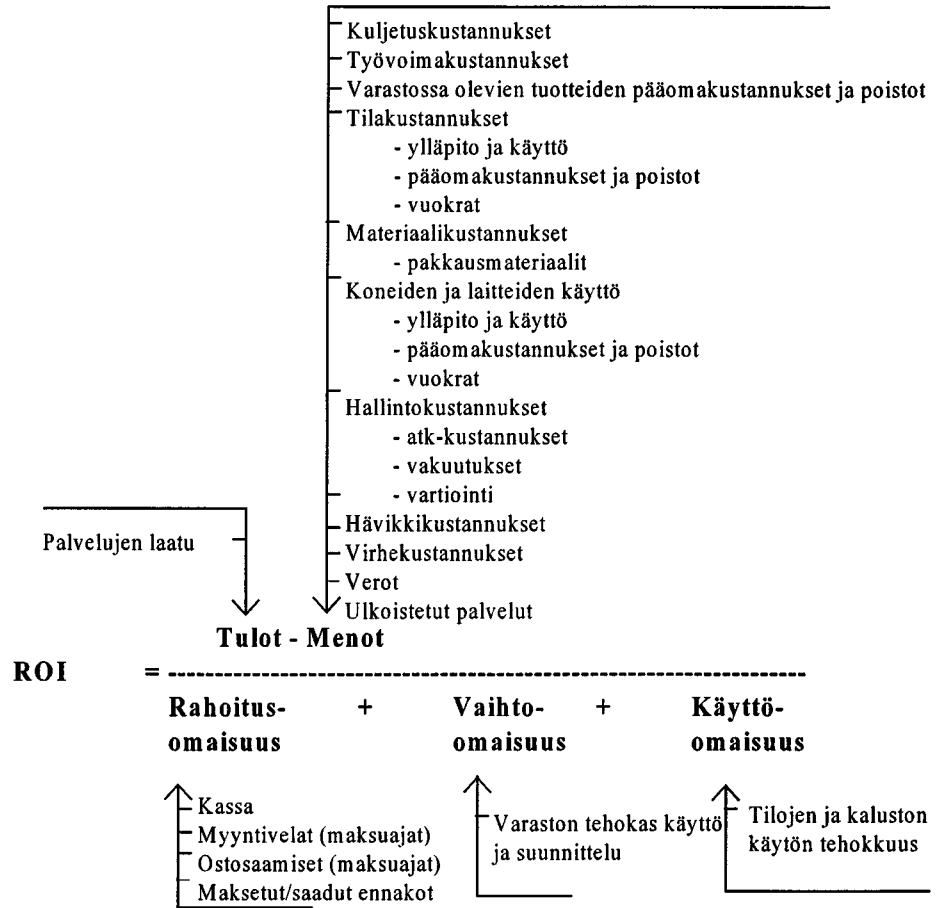 Kuljetuskustannukset
Työvoimakustannukset
Varastossa olevien tuotteiden pääomakustannukset ja poistot
Tilakustannukset
- ylläpito ja käyttö
- pääomakustannukset ja poistot
- vuokrat
Materiaalikustannukset
- pakkausmateriaalit
Koneiden ja laitteiden käyttö
- ylläpito ja käyttö
- pääomakustannukset ja poistot
- vuokrat
Hallintokustannukset
- atk-kustannukset
- vakuutukset
- vartiointi
Hävikkikustannukset
Virhekustannukset
Verot
Ulkoistetut palvelut
Palvelujen laatu
Tulot - Menot
ROI = --------------------------------------------------------------
Rahoitus- + Vaihto- + Käyttö-
omaisuus omaisuus omaisuus
Kassa
Myyntivelat (maksuajat)
Ostosaamiset (maksuajat)
Maksetut/saadut ennakot
Varaston tehokas käyttö
ja suunnittelu
Tilojen ja kaluston
käytön tehokkuus